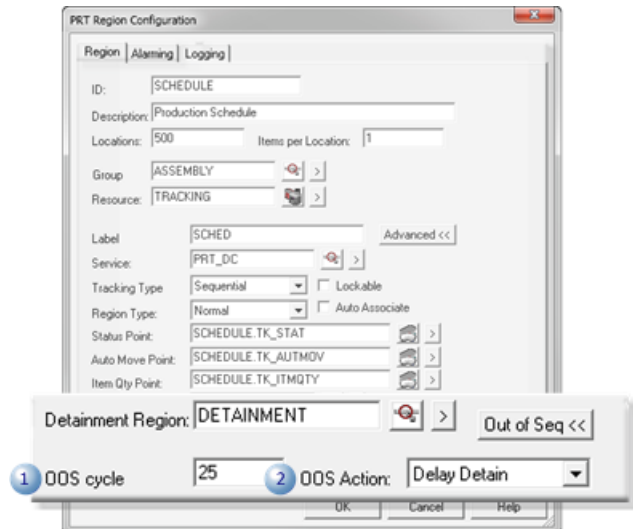 PRT Region Configuration
Region Alarming Logging
ID: SCHEDULE
Description: Production Schedule
Locations: 500 Items per Location: 1
Group ASSEMBLY >
Resource: TRACKING >
Label SCHED Advanced <<
Service: PRT_DC >
Tracking Type Sequential Lockable
Region Type: Normal Auto Associate
Status Point: SCHEDULE.TK_STAT >
Auto Move Point: SCHEDULE.TK_AUTMOV >
Item Qty Point: SCHEDULE.TK_ITMQTY >
Detainment Region: DETAINMENT > Out of Seq <<
1 OOS cycle 25 2 OOS Action: Delay Detain
OK Cancel Help